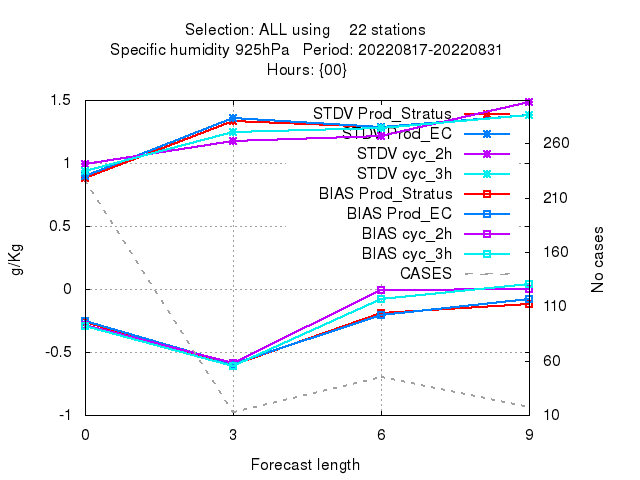 Selection: ALL using 22 stations
Specific humidity 925hPa Period: 20220817-20220831
Hours: {00}
1.5
1
0.5
0
-0.5
-1
g/Kg
STDV Prod_Stratus
STDV Prod_EC
STDV cyc_2h
STDV cyc_3h
BIAS Prod_Stratus
BIAS Prod_EC
BIAS cyc_2h
BIAS cyc_3h
CASES
260
210
160
110
60
10
No cases
0 3 6 9
Forecast length